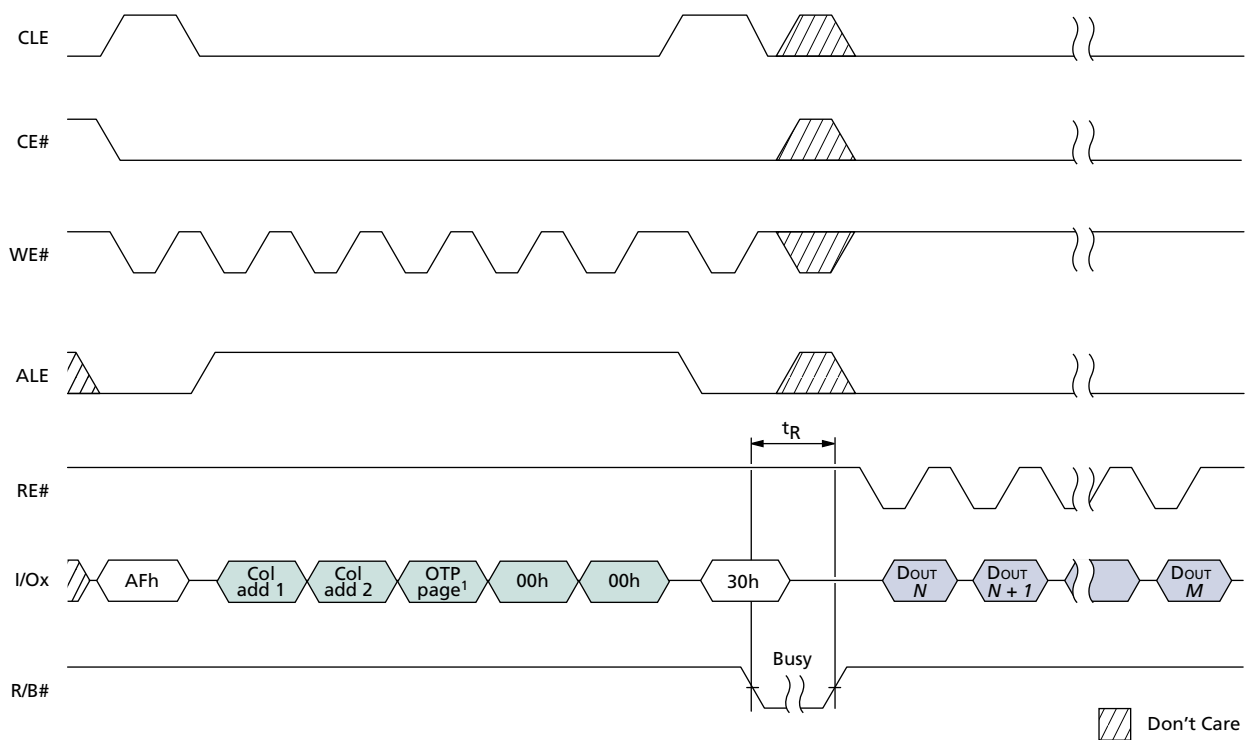 CLE
CE#
WE#
ALE
tR
RE#
I/Ox
AFh
Col
add 1
Col
add 2
OTP
page1
00h
00h
30h
DOUT
N
DOUT
N + 1
DOUT
M
Busy
R/B#
Don't Care